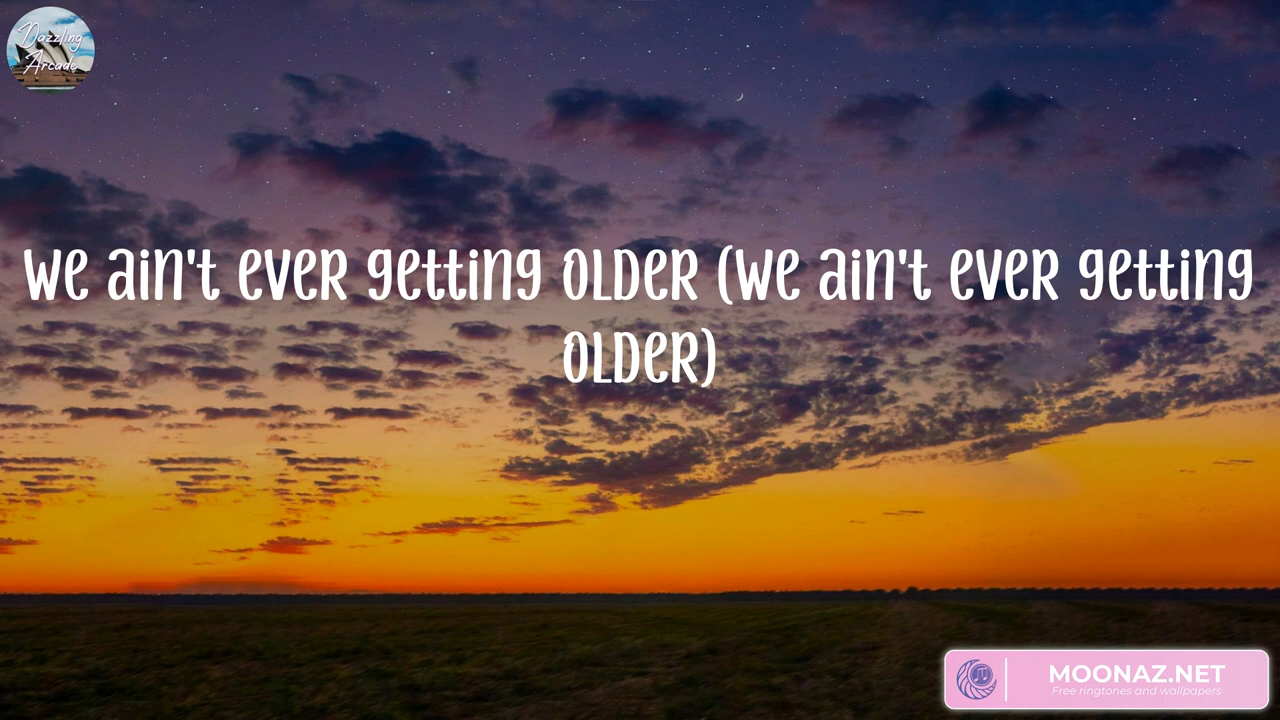 Dazzling
Arcade
We ain't ever getting older (We ain't ever getting
older)
MOONAZ.NET
Free ringtones and wallpapers